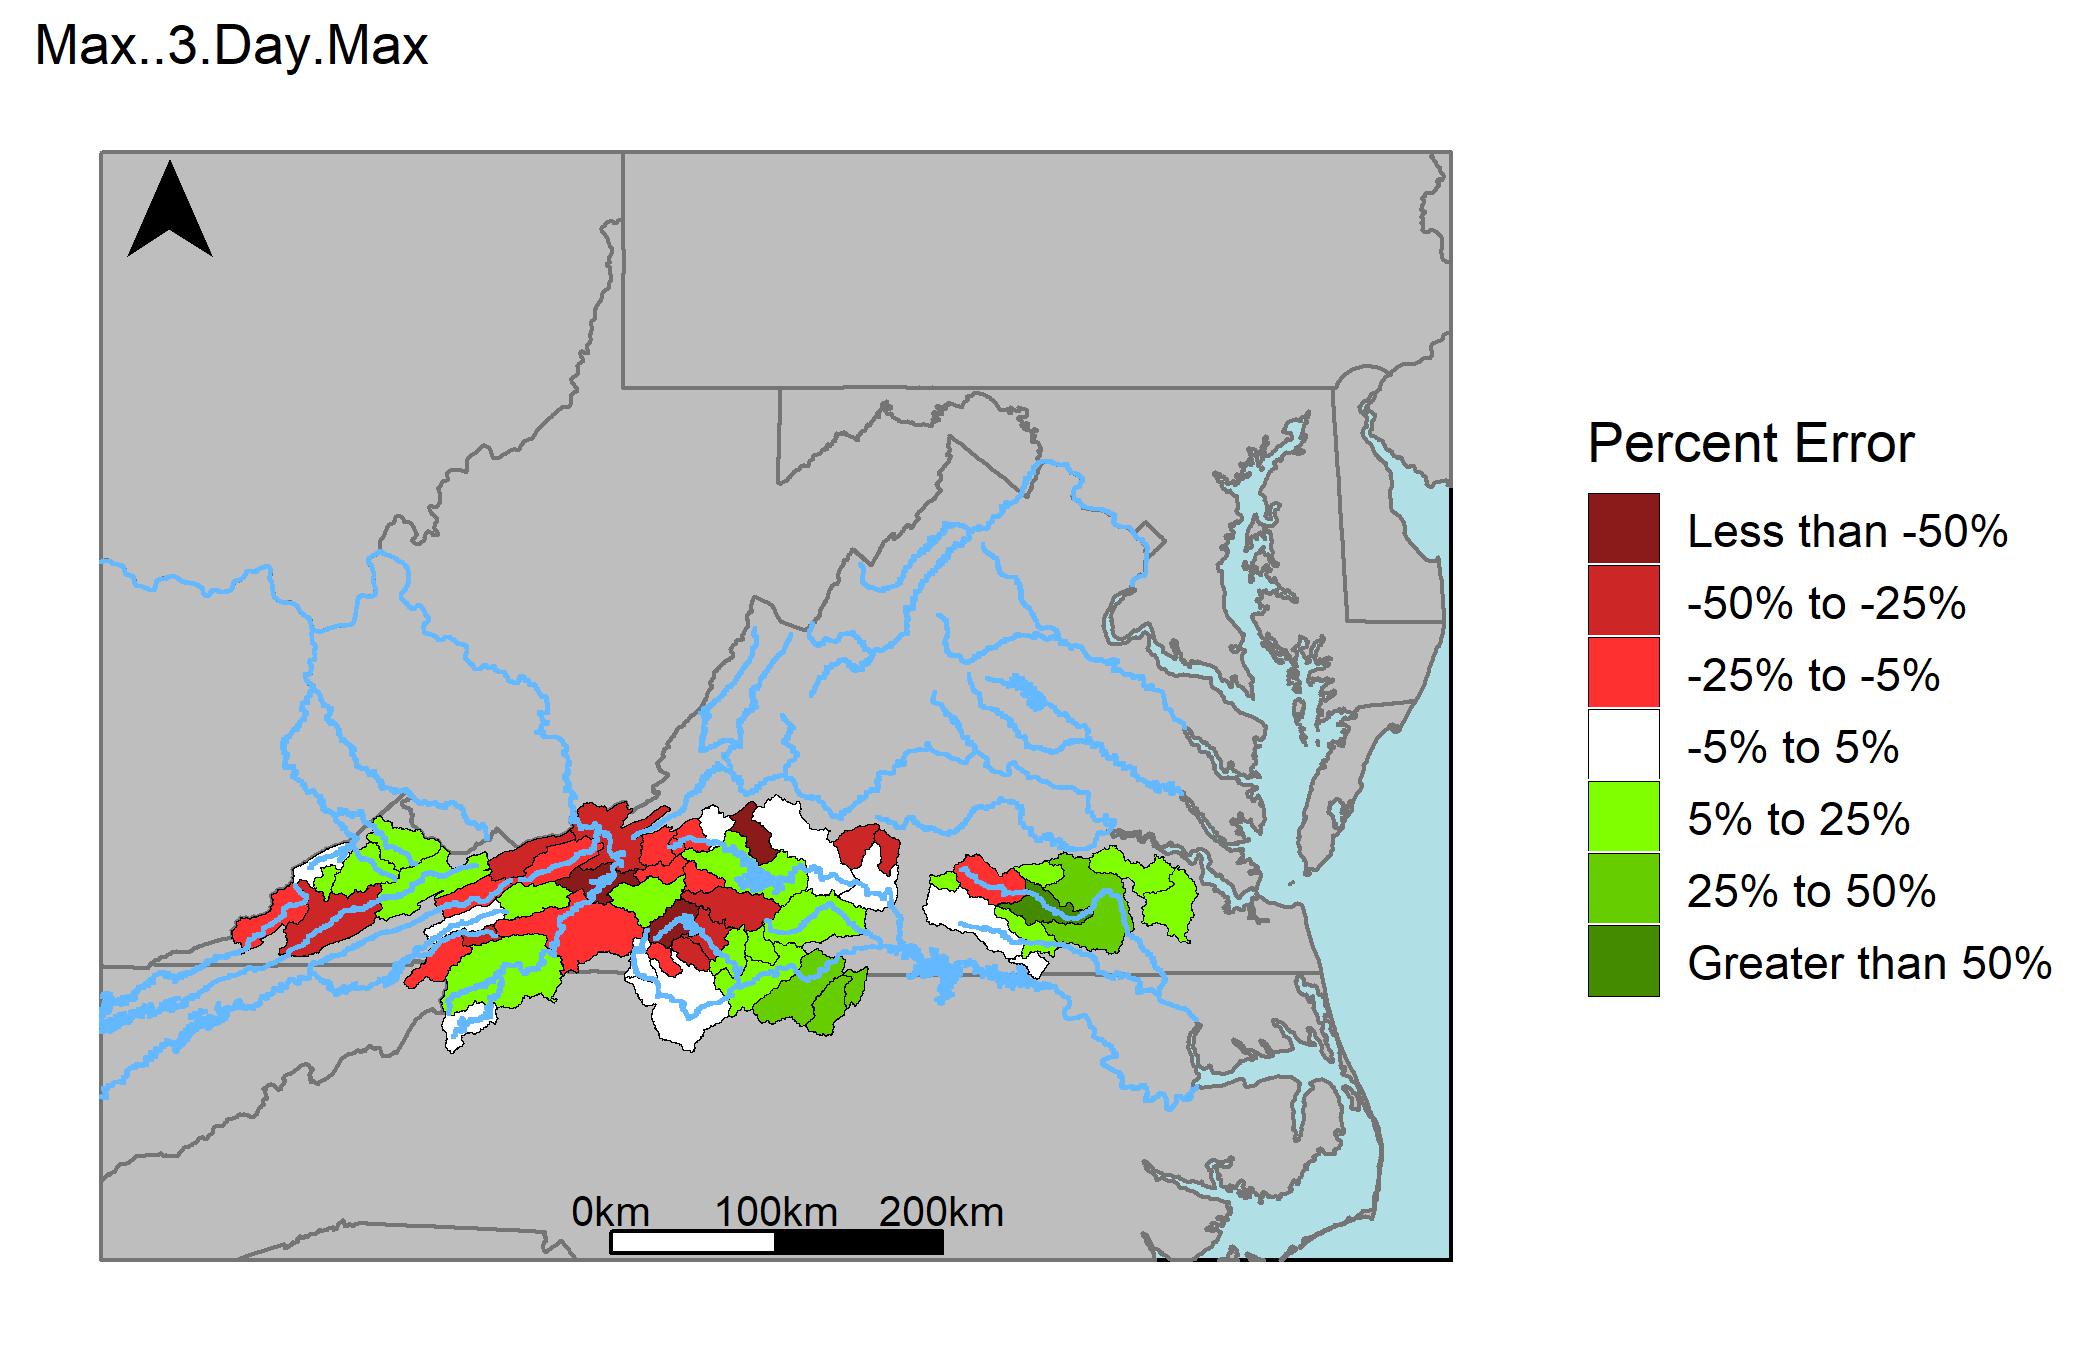 Max..3.Day.Max
Percent Error
Less than -50%
-50% to -25%
-25% to -5%
-5% to 5%
5% to 25%
25% to 50%
Greater than 50%
0km 100km 200km